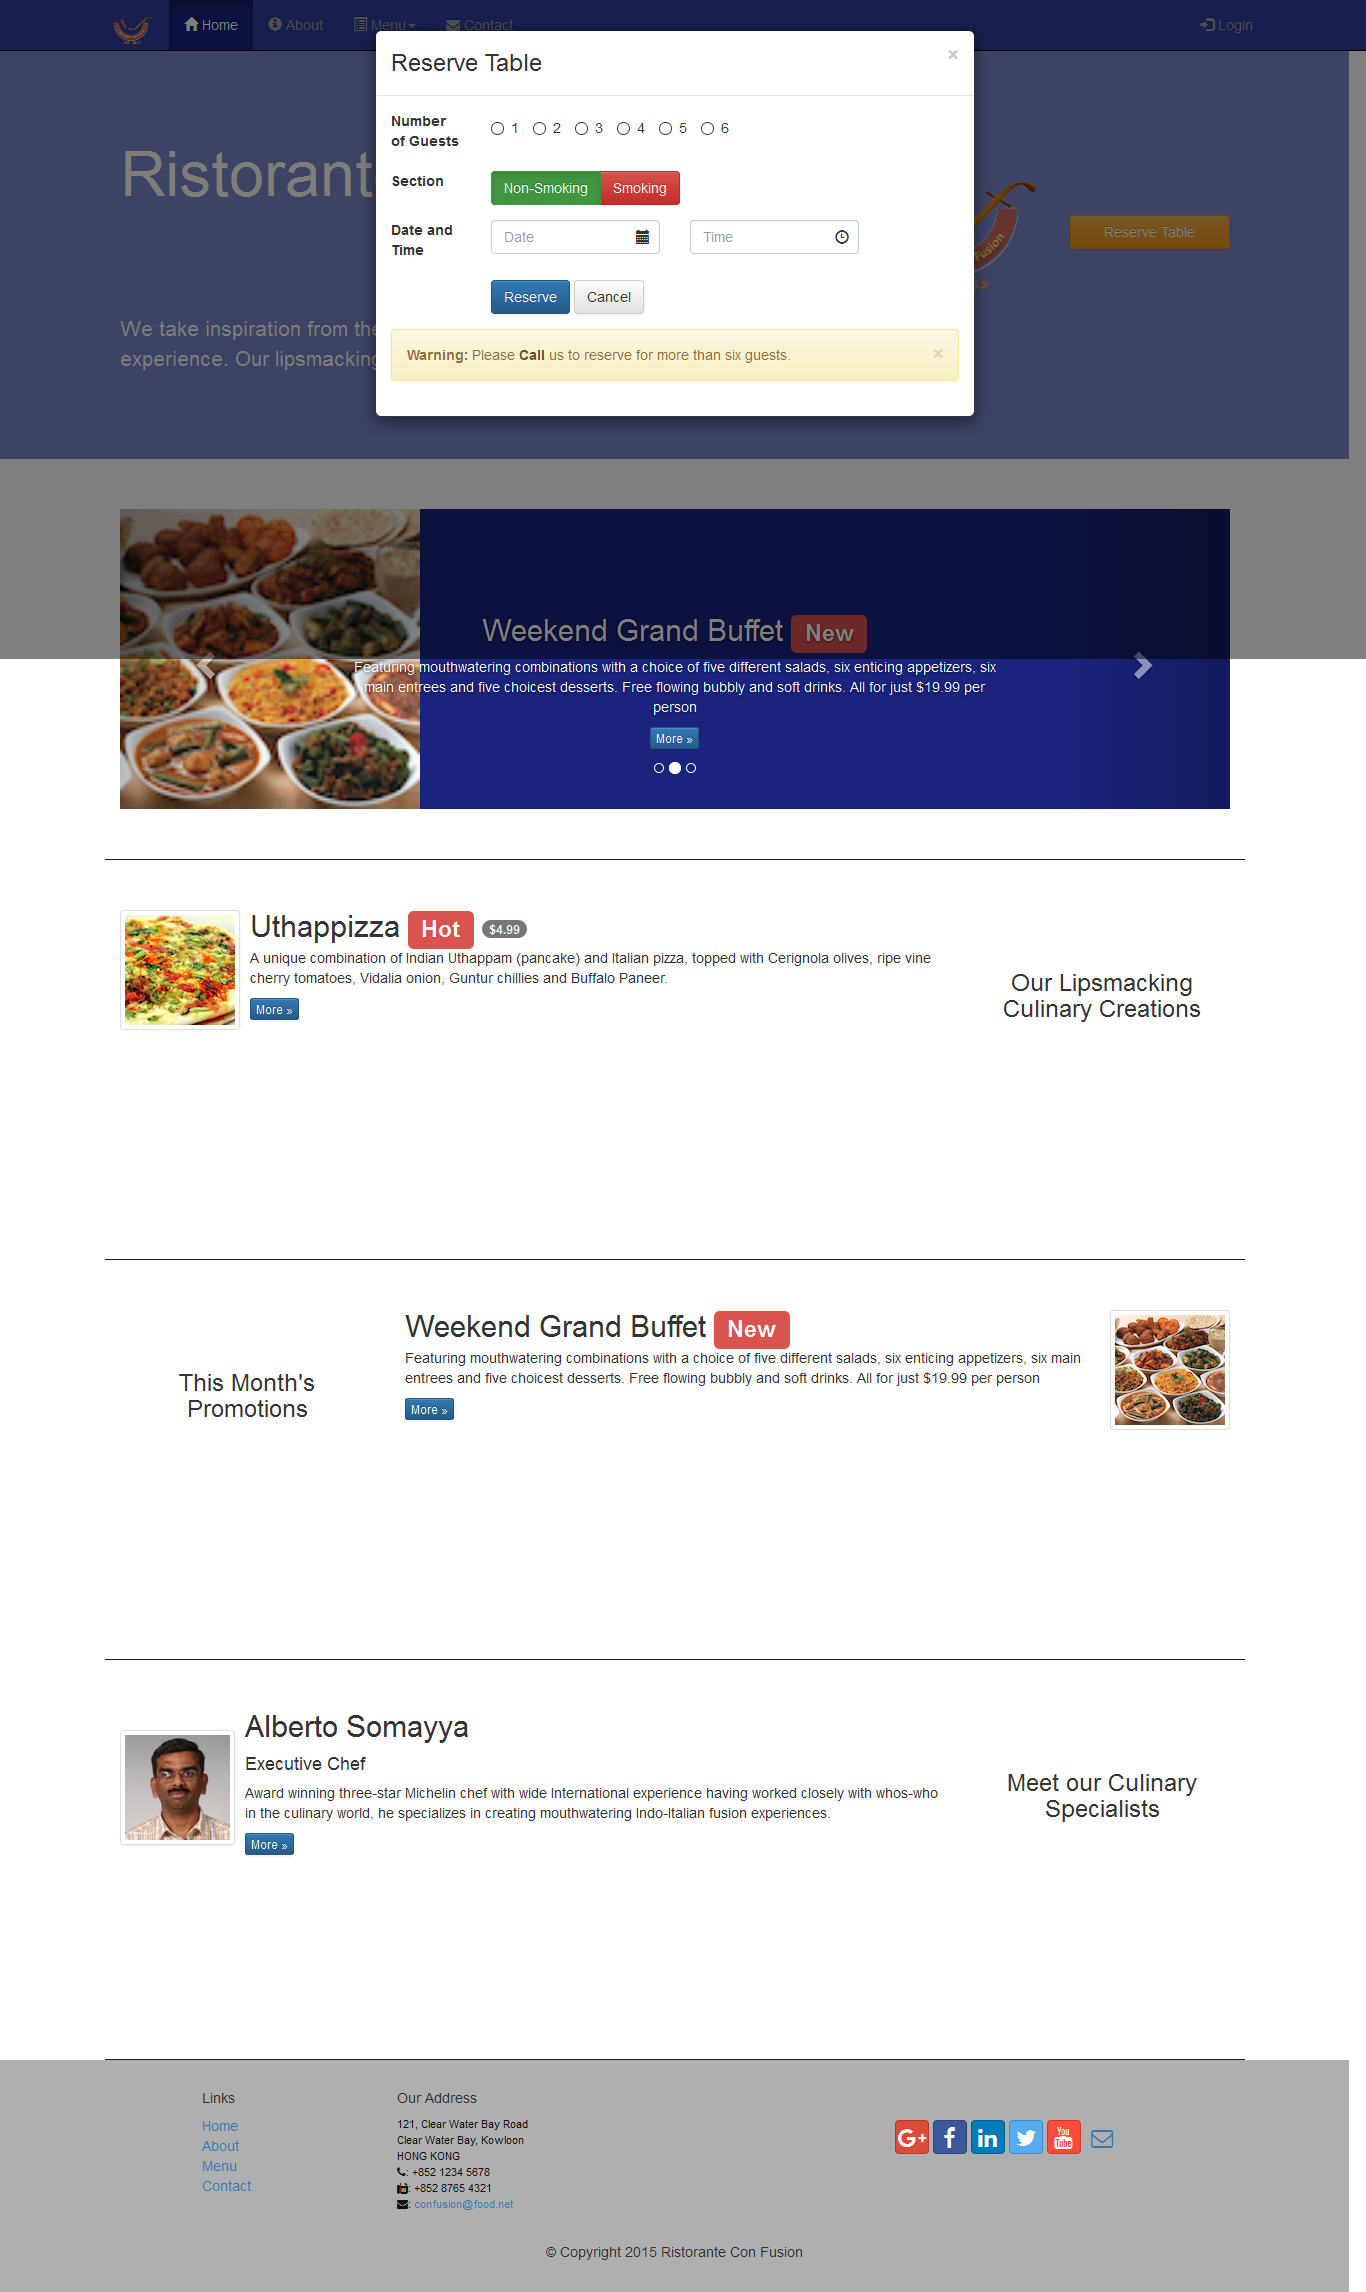 Home About Menu Contact Login
Reserve Table ×
Number
of Guests
1 2 3 4 5 6
Section
Non-Smoking Smoking
Date and
Time
Date Time
Reserve Cancel
Warning: Please Call us to reserve for more than six guests. ×
Ristorant
Fusion
Reserve Table
We take inspiration from the
experience. Our lipsmacking
Weekend Grand Buffet New
Featuring mouthwatering combinations with a choice of five different salads, six enticing appetizers, six
main entrees and five choicest desserts. Free flowing bubbly and soft drinks. All for just $19.99 per
person
More »
Uthappizza Hot $4.99
A unique combination of Indian Uthappam (pancake) and Italian pizza, topped with Cerignola olives, ripe vine
cherry tomatoes, Vidalia onion, Guntur chillies and Buffalo Paneer.
More »
Our Lipsmacking
Culinary Creations
This Month's
Promotions
Weekend Grand Buffet New
Featuring mouthwatering combinations with a choice of five different salads, six enticing appetizers, six main
entrees and five choicest desserts. Free flowing bubbly and soft drinks. All for just $19.99 per person
More »
Alberto Somayya
Executive Chef
Award winning three-star Michelin chef with wide International experience having worked closely with whos-who
in the culinary world, he specializes in creating mouthwatering Indo-Italian fusion experiences.
More »
Meet our Culinary
Specialists
Links
Home
About
Menu
Contact
Our Address
121, Clear Water Bay Road
Clear Water Bay, Kowloon
HONG KONG
: +852 1234 5678
: +852 8765 4321
: confusion@food.net
G+ f in You Tube
© Copyright 2015 Ristorante Con Fusion